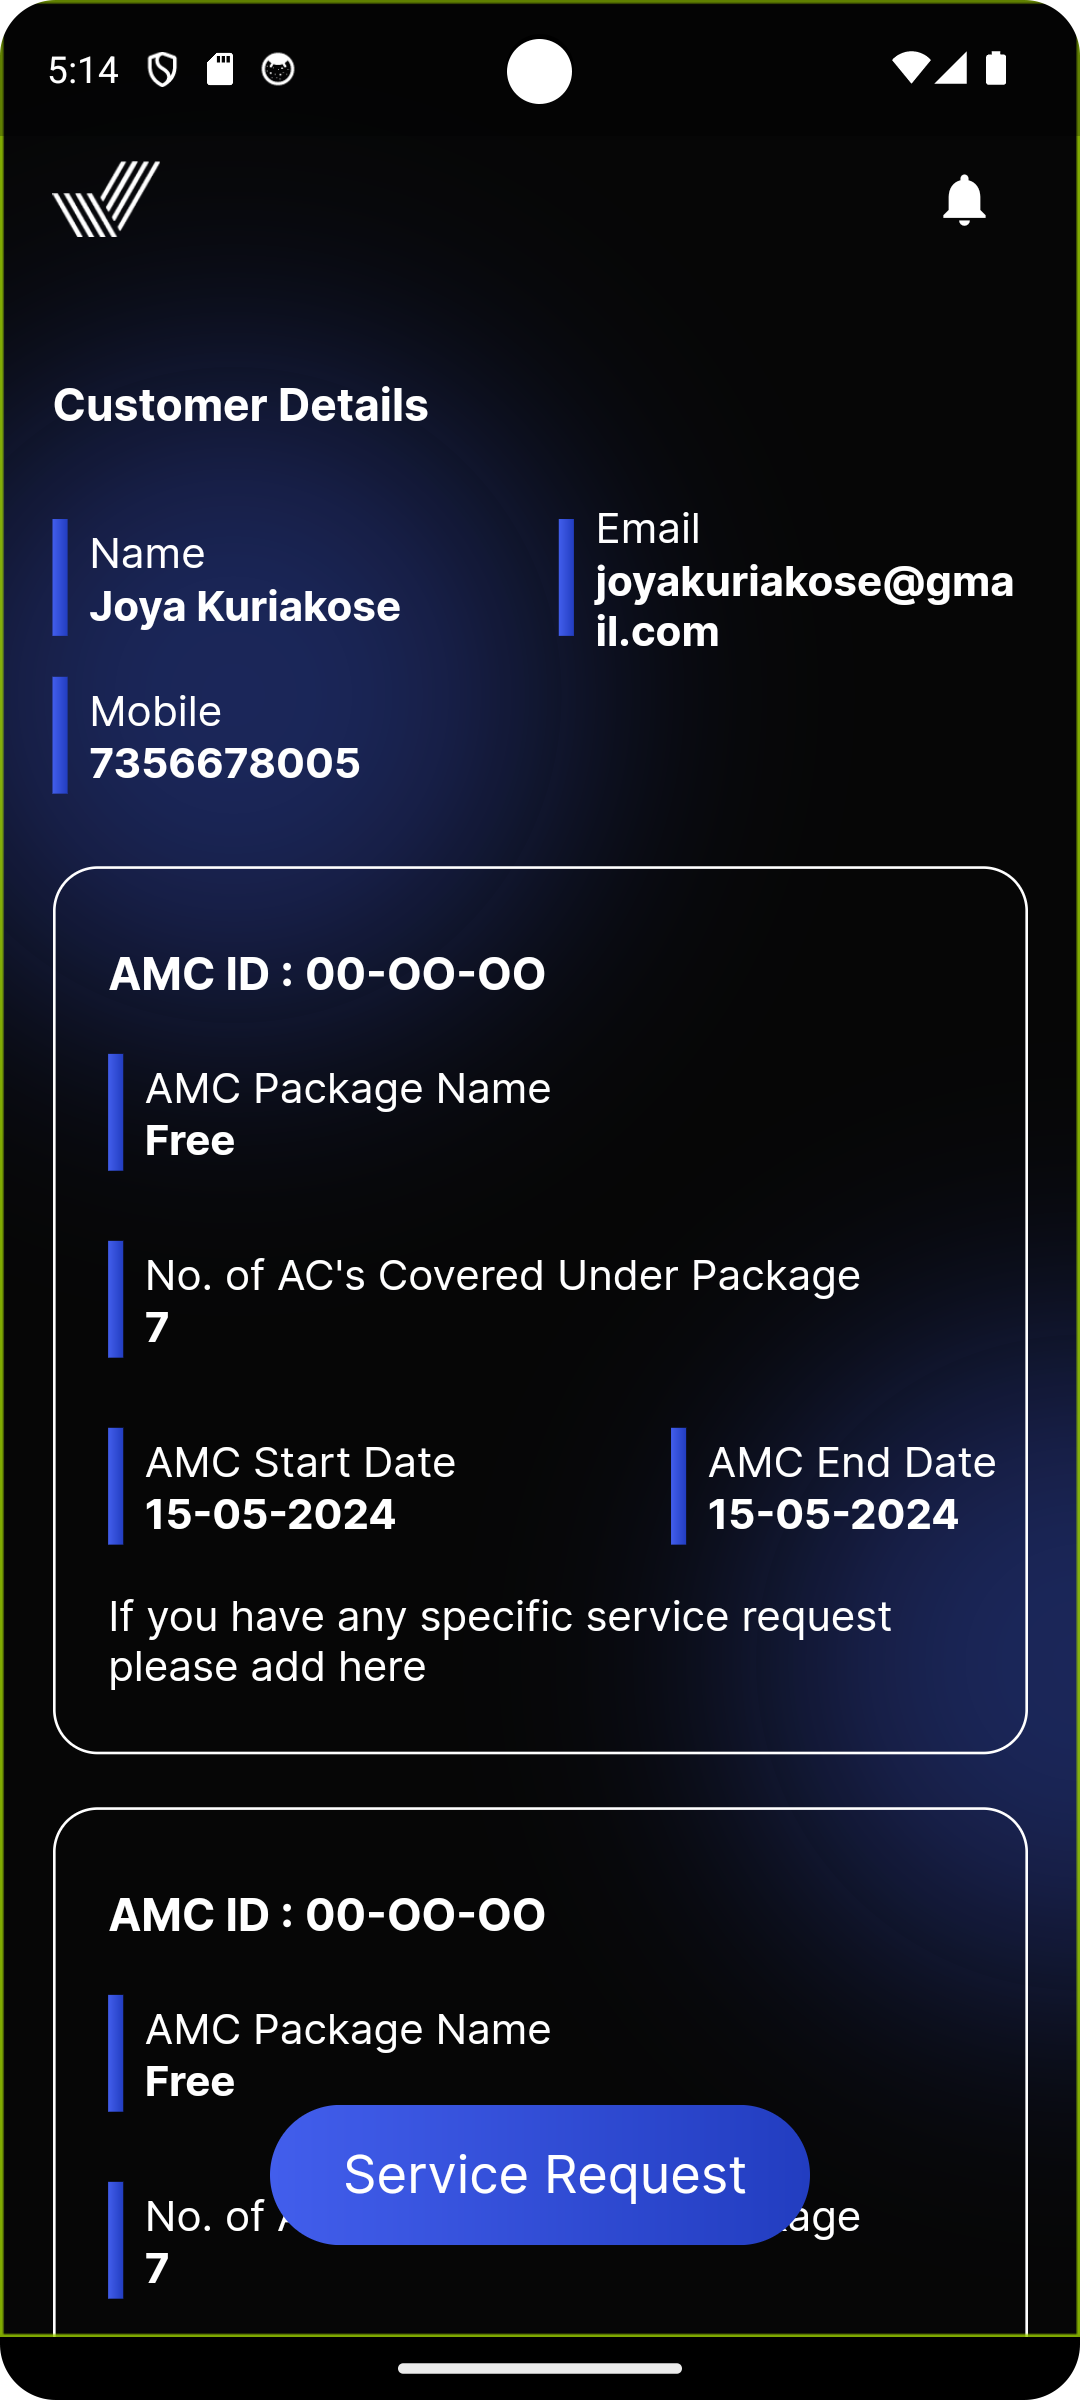 5:14
Customer Details
Name
Joya Kuriakose
Email
joyakuriakose@gma
il.com
Mobile
7356678005
AMC ID : 00-OO-OO
AMC Package Name
Free
No. of AC's Covered Under Package
7
AMC Start Date
15-05-2024
AMC End Date
15-05-2024
If you have any specific service request
please add here
AMC ID : 00-OO-OO
AMC Package Name
Free
Service Request
No. of
7